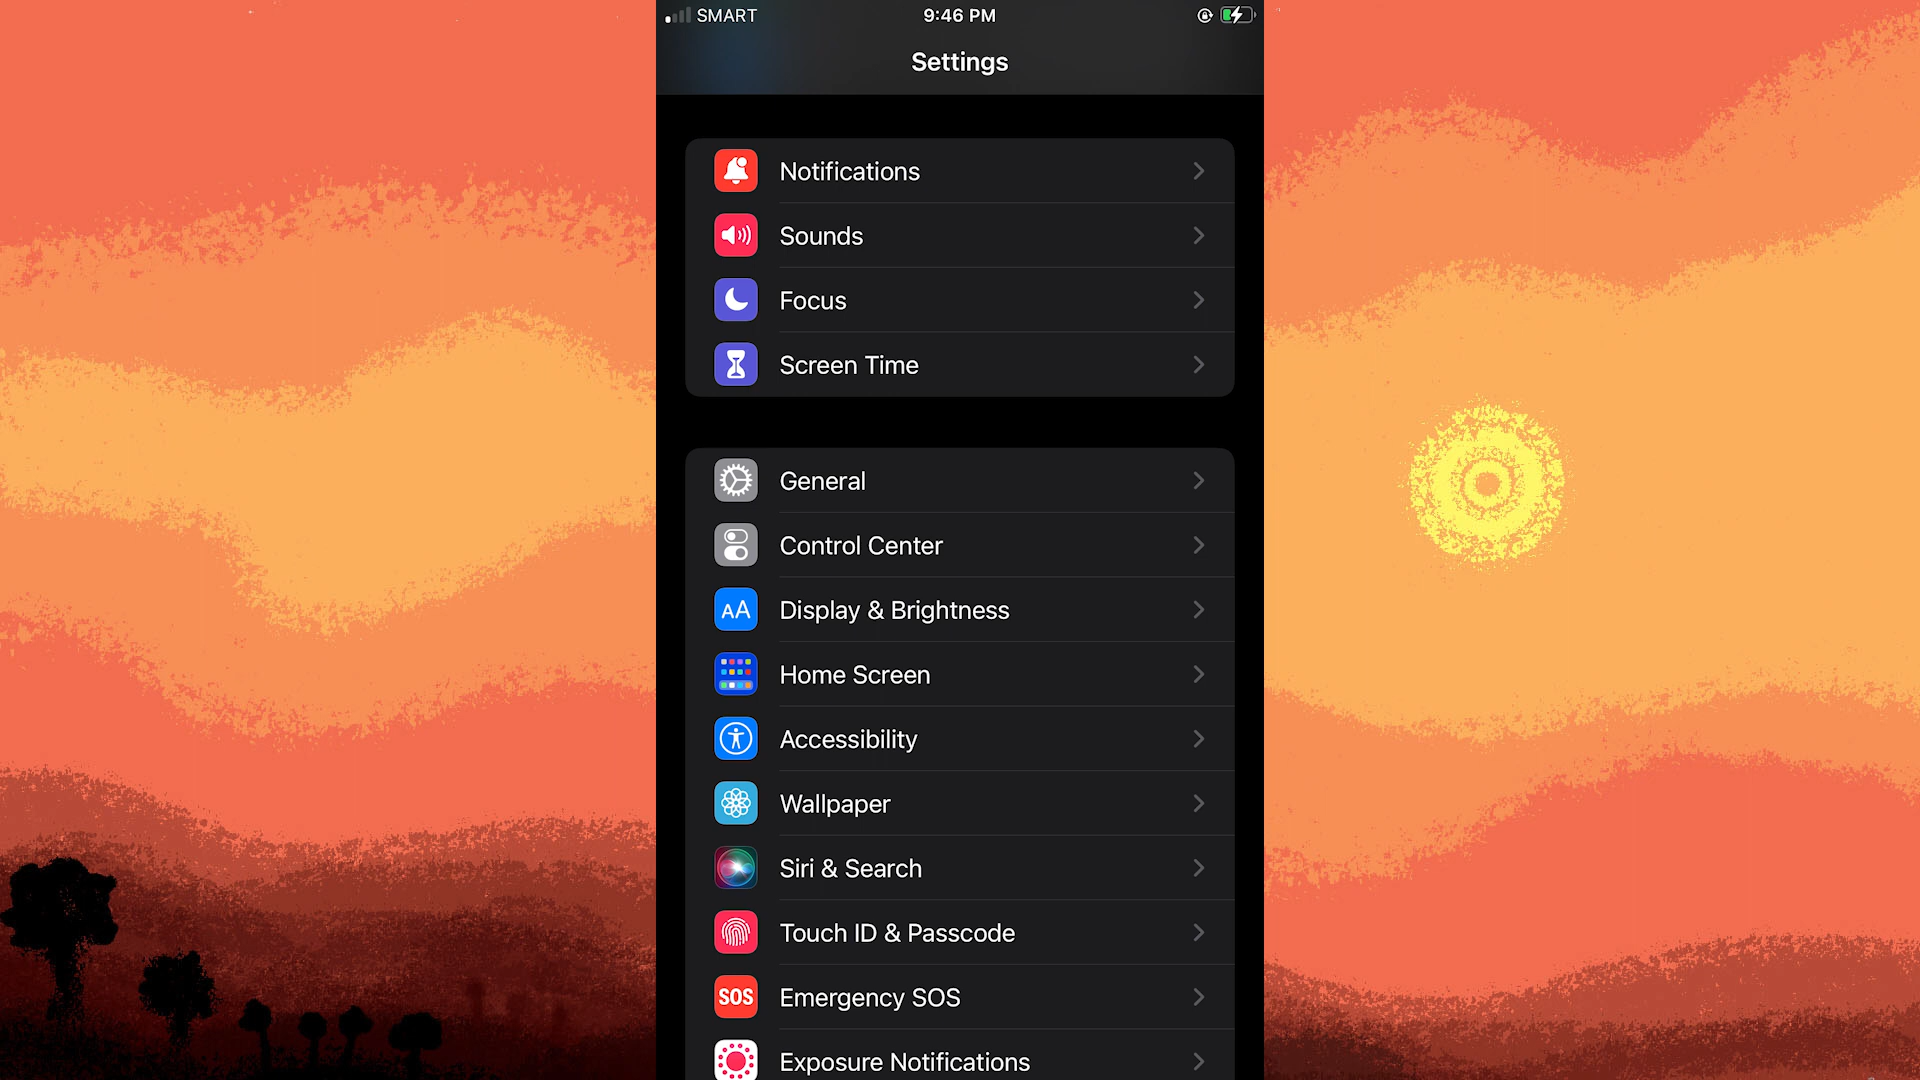 SMART 9:46 PM
Settings
Notifications
Sounds
Focus
Screen Time
General
Control Center
AA Display & Brightness
Home Screen
Accessibility
Wallpaper
Siri & Search
Touch ID & Passcode
SOS Emergency SOS
Exposure Notifications